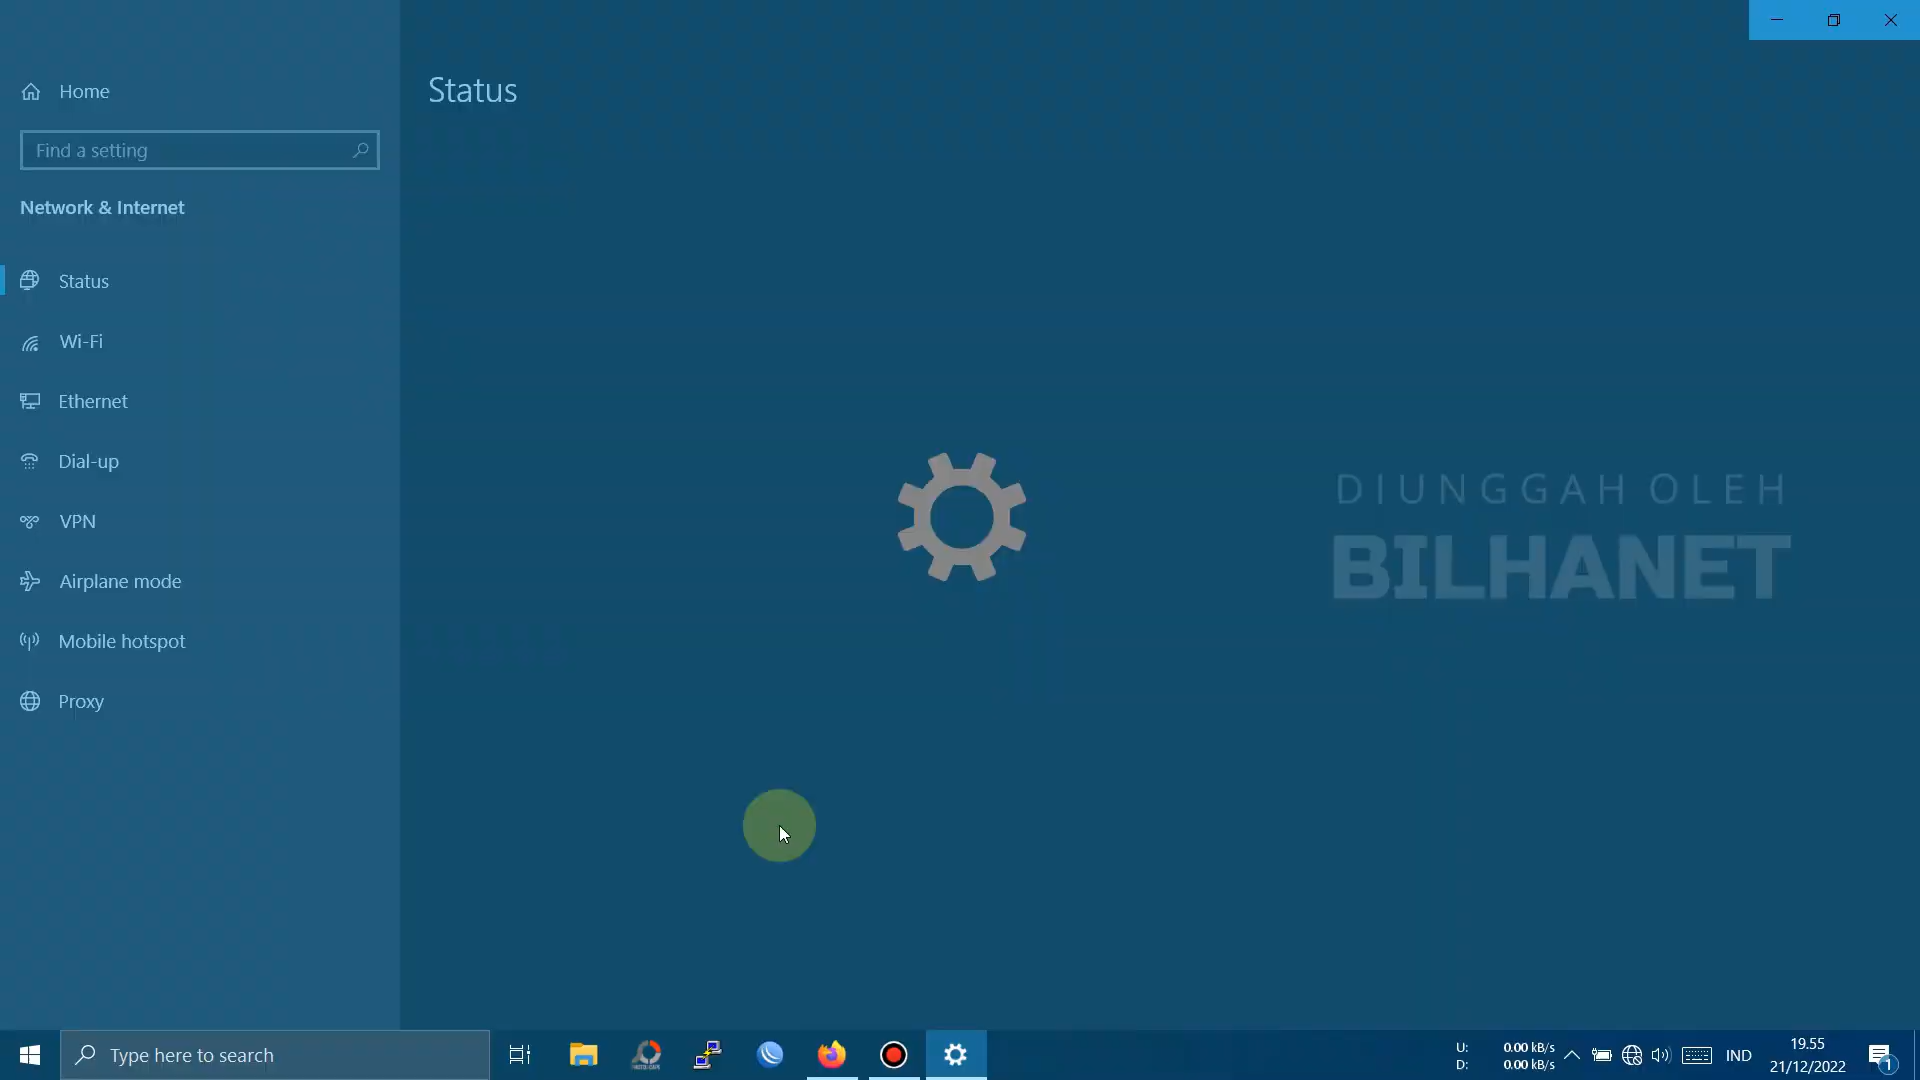 Home
Status
Find a setting
Network & Internet
Status
Wi-Fi
Ethernet
Dial-up
VPN
Airplane mode
Mobile hotspot
Proxy
DIUNGGAH OLEH
BILHANET
Type here to search
U: 0.00 kB/s
D: 0.00 kB/s
IND
19.55
21/12/2022
1